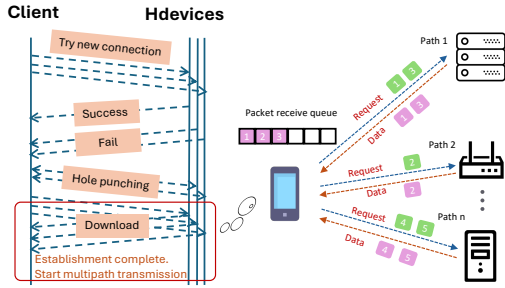 Client
Hdevices
Try new connection
Success
Fail
Hole punching
Download
Establishment complete.
Start multipath transmission
Packet receive queue
1 2 3
Path 1
Request 1 3
Data 1 3
Path 2
Request 2
Data 2
Path n
Request 4 5
Data 4 5